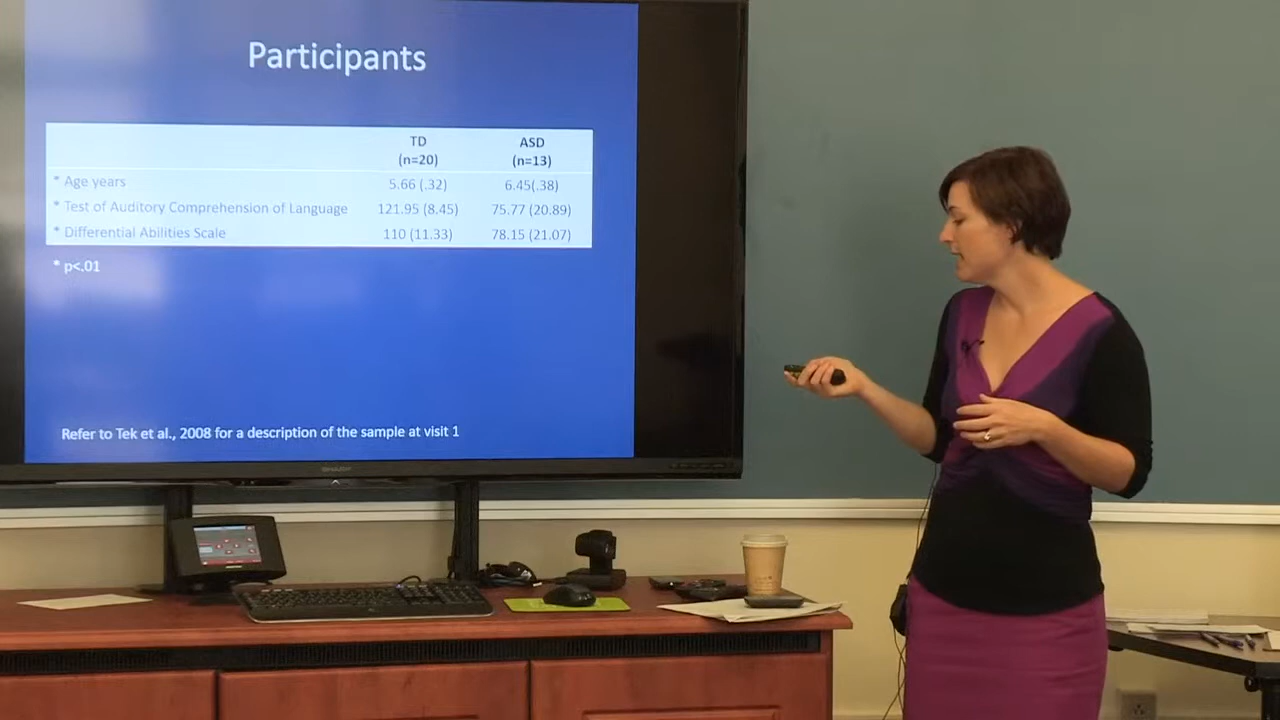 Participants
TD ASD
(n=20) (n=13)
* Age years 5.66 (.32) 6.45(.38)
* Test of Auditory Comprehension of Language 121.95 (8.45) 75.77 (20.89)
* Differential Abilities Scale 110 (11.33) 78.15 (21.07)
* p<.01
Refer to Tek et al., 2008 for a description of the sample at visit 1
SHARP